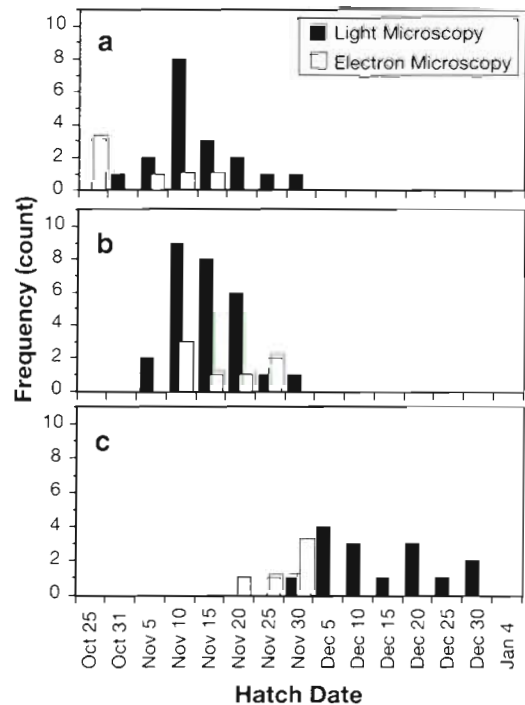 a
Light Microscopy
Electron Microscopy
10
8
6
4
2
0
b
10
8
6
4
2
0
c
10
8
6
4
2
0
Frequency (count)
Oct 25
Oct 31
Nov 5
Nov 10
Nov 15
Nov 20
Nov 25
Nov 30
Dec 5
Dec 10
Dec 15
Dec 20
Dec 25
Dec 30
Jan 4
Hatch Date